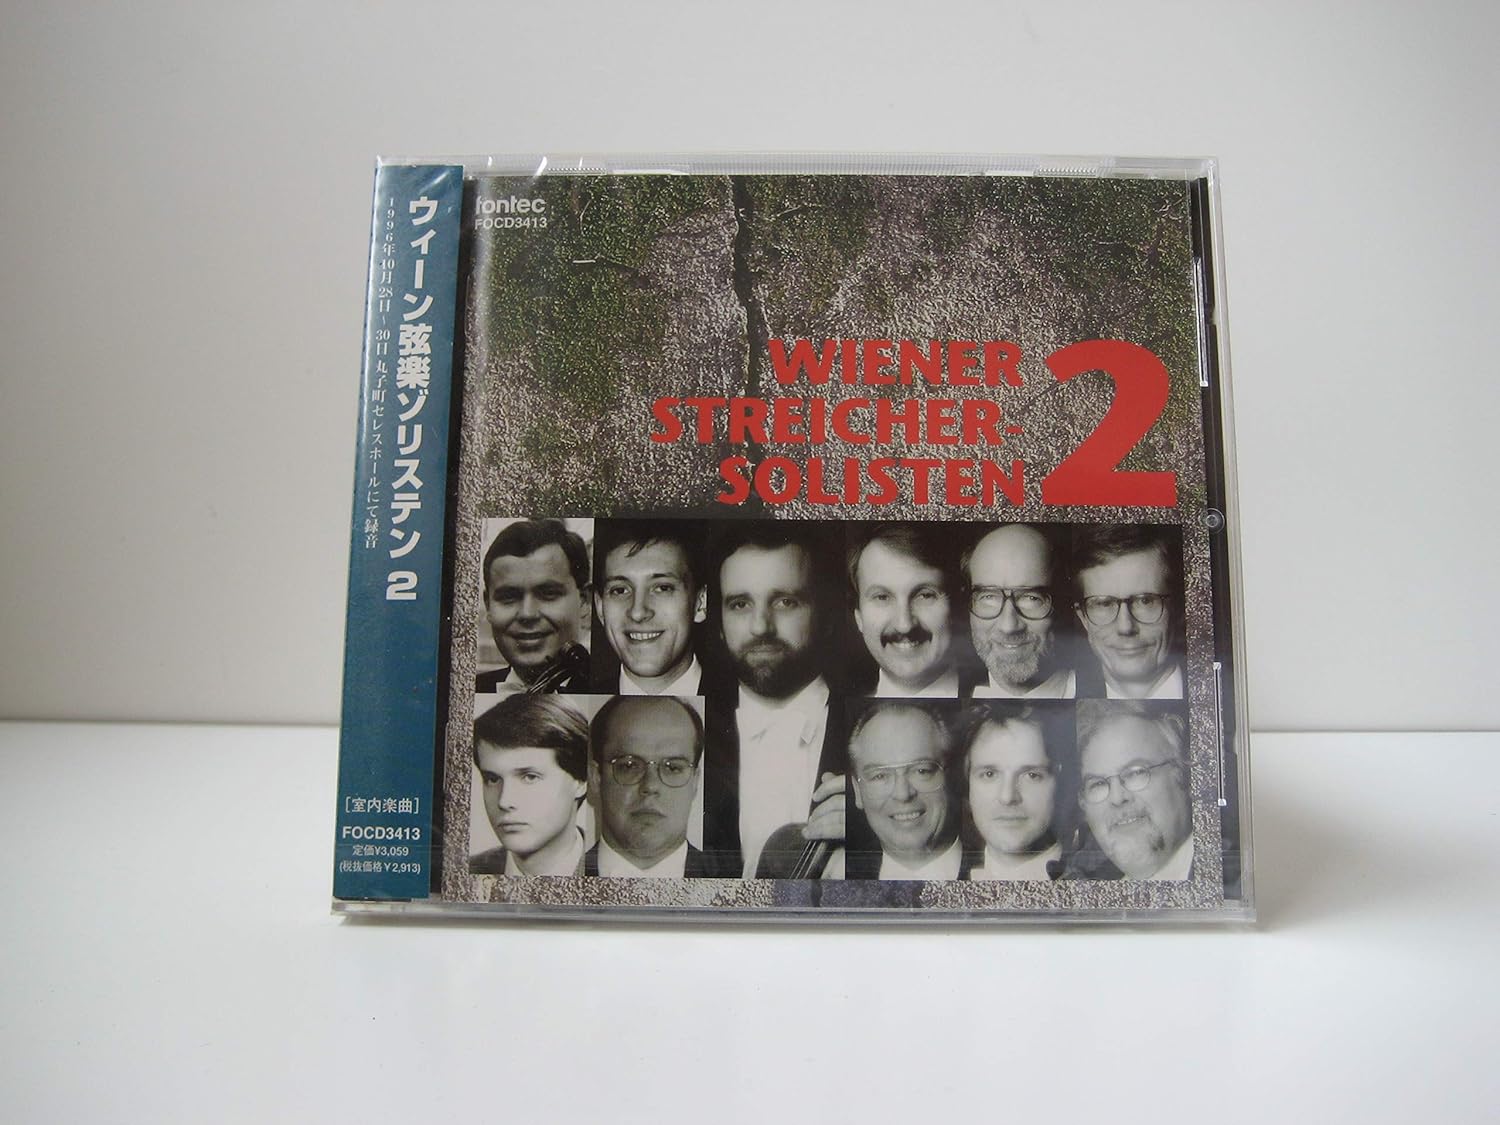 ウィーン弦楽ゾリステン 2
1996年10月28日~30日 丸子町セレスホールにて録音
[室内楽曲]
FOCD3413
定価¥3,059
(税抜価格¥2,913)
fontec
FOCD3413
WIENER
STREICHER-
SOLISTEN
2